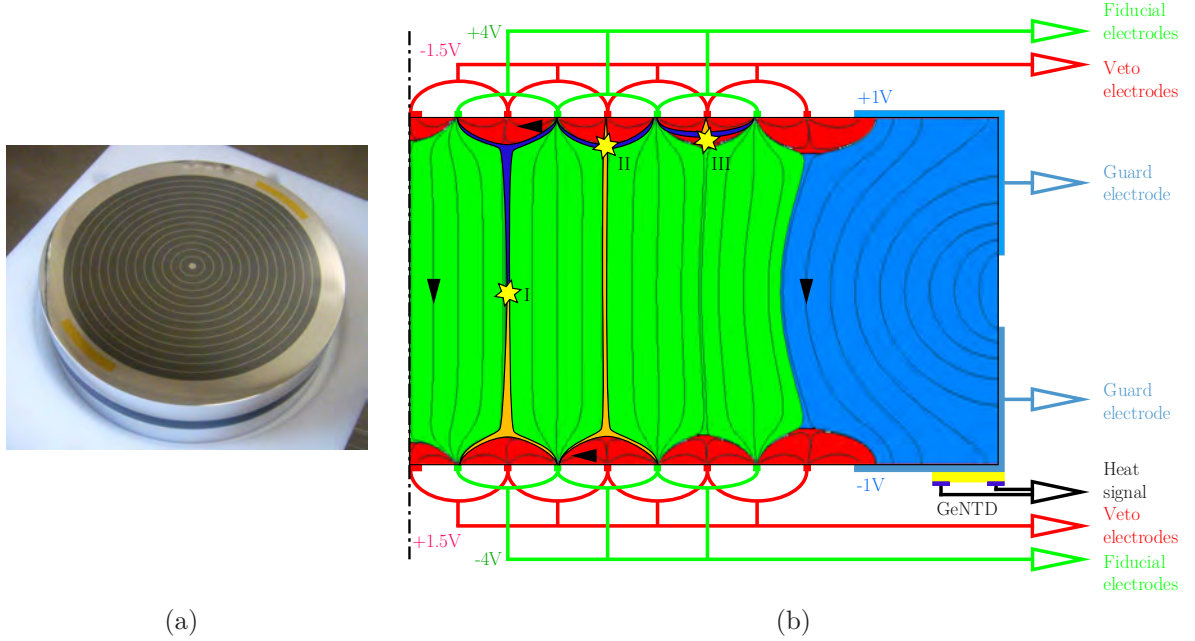 Fiducial
electrodes
+4V
-1.5V
Veto
electrodes
+1V
II
III
Guard
electrode
I
Guard
electrode
Heat
signal
-1V
GeNTD
Veto
electrodes
+1.5V
-4V
Fiducial
electrodes
(a)
(b)